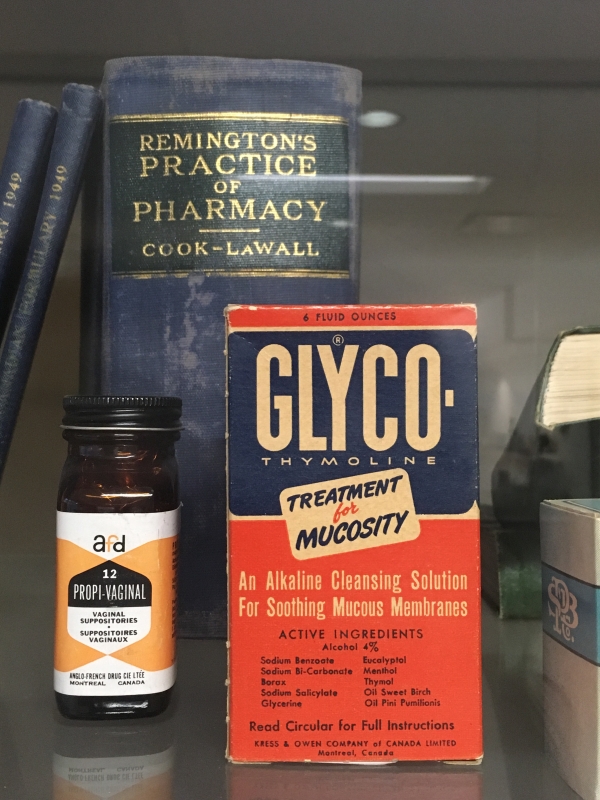 REMINGTON'S
PRACTICE
OF
PHARMACY
COOK-LAWALL
1949
FORMULARY 1949
6 FLUID OUNCES
GLYCO-®
THYMOLINE
TREATMENT
for
MUCOSITY
An Alkaline Cleansing Solution
For Soothing Mucous Membranes
ACTIVE INGREDIENTS
Alcohol 4%
Sodium Benzoate Eucalyptol
Sodium Bi-Carbonate Menthol
Borax Thymol
Sodium Salicylate Oil Sweet Birch
Glycerine Oil Pini Pumilionis
Read Circular for Full Instructions
KRESS & OWEN COMPANY of CANADA LIMITED
Montreal, Canada
afd
12
PROPI-VAGINAL
VAGINAL
SUPPOSITORIES
•
SUPPOSITOIRES
VAGINAUX
ANGLO-FRENCH DRUG CIE LTÉE
MONTREAL CANADA